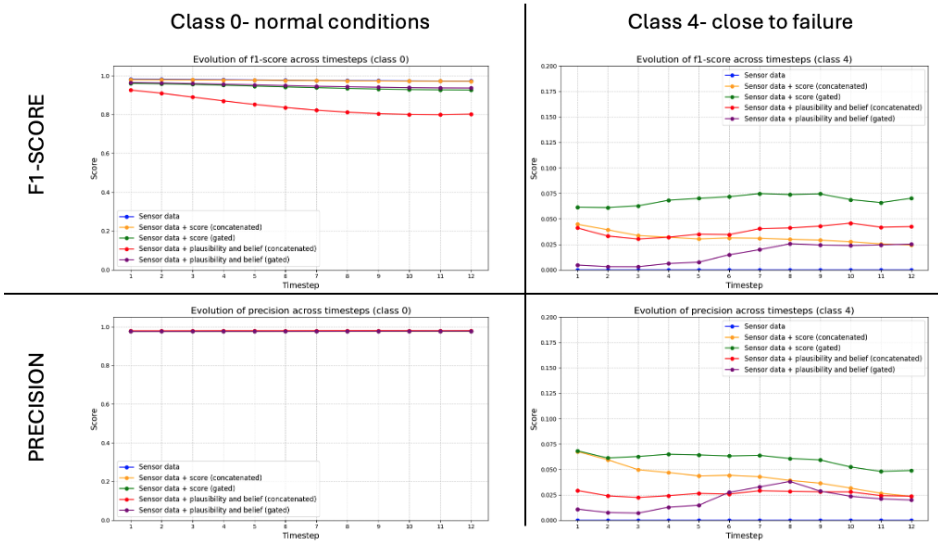 Class 0- normal conditions
Class 4- close to failure
F1-SCORE
Evolution of f1-score across timesteps (class 0)
Score
1.0
0.8
0.6
0.4
0.2
0.0
Sensor data
Sensor data + score (concatenated)
Sensor data + score (gated)
Sensor data + plausibility and belief (concatenated)
Sensor data + plausibility and belief (gated)
1 2 3 4 5 6 7 8 9 10 11 12
Timestep
Evolution of f1-score across timesteps (class 4)
Score
0.200
0.175
0.150
0.125
0.100
0.075
0.050
0.025
0.000
Sensor data
Sensor data + score (concatenated)
Sensor data + score (gated)
Sensor data + plausibility and belief (concatenated)
Sensor data + plausibility and belief (gated)
1 2 3 4 5 6 7 8 9 10 11 12
Timestep
PRECISION
Evolution of precision across timesteps (class 0)
Score
1.0
0.8
0.6
0.4
0.2
0.0
Sensor data
Sensor data + score (concatenated)
Sensor data + score (gated)
Sensor data + plausibility and belief (concatenated)
Sensor data + plausibility and belief (gated)
1 2 3 4 5 6 7 8 9 10 11 12
Timestep
Evolution of precision across timesteps (class 4)
Score
0.200
0.175
0.150
0.125
0.100
0.075
0.050
0.025
0.000
Sensor data
Sensor data + score (concatenated)
Sensor data + score (gated)
Sensor data + plausibility and belief (concatenated)
Sensor data + plausibility and belief (gated)
1 2 3 4 5 6 7 8 9 10 11 12
Timestep